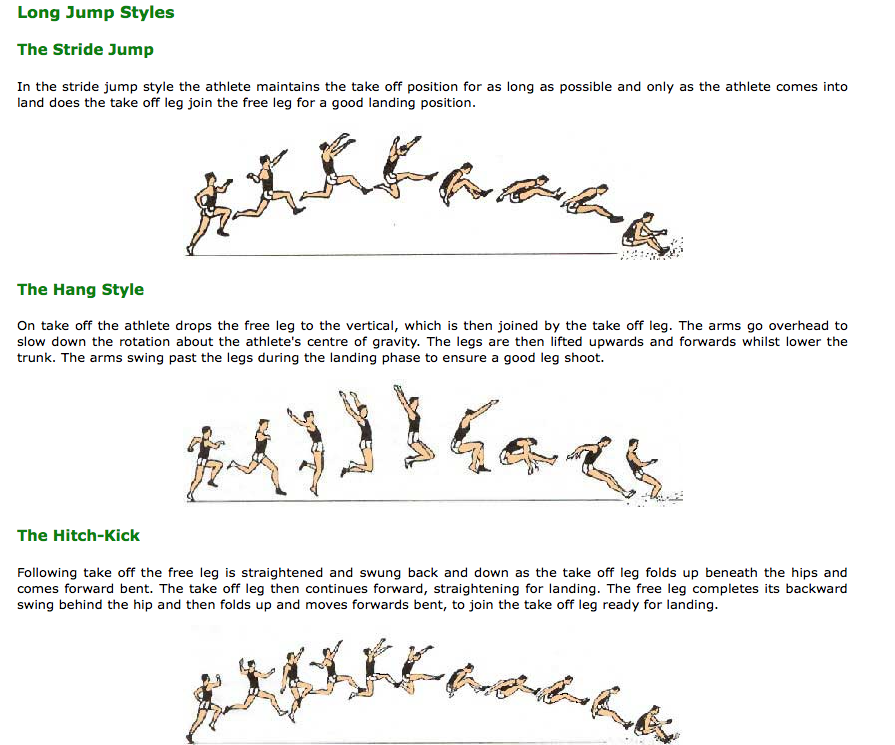 Long Jump Styles
The Stride Jump
In the stride jump style the athlete maintains the take off position for as long as possible and only as the athlete comes into
land does the take off leg join the free leg for a good landing position.
The Hang Style
On take off the athlete drops the free leg to the vertical, which is then joined by the take off leg. The arms go overhead to
slow down the rotation about the athlete's centre of gravity. The legs are then lifted upwards and forwards whilst lower the
trunk. The arms swing past the legs during the landing phase to ensure a good leg shoot.
The Hitch-Kick
Following take off the free leg is straightened and swung back and down as the take off leg folds up beneath the hips and
comes forward bent. The take off leg then continues forward, straightening for landing. The free leg completes its backward
swing behind the hip and then folds up and moves forwards bent, to join the take off leg ready for landing.